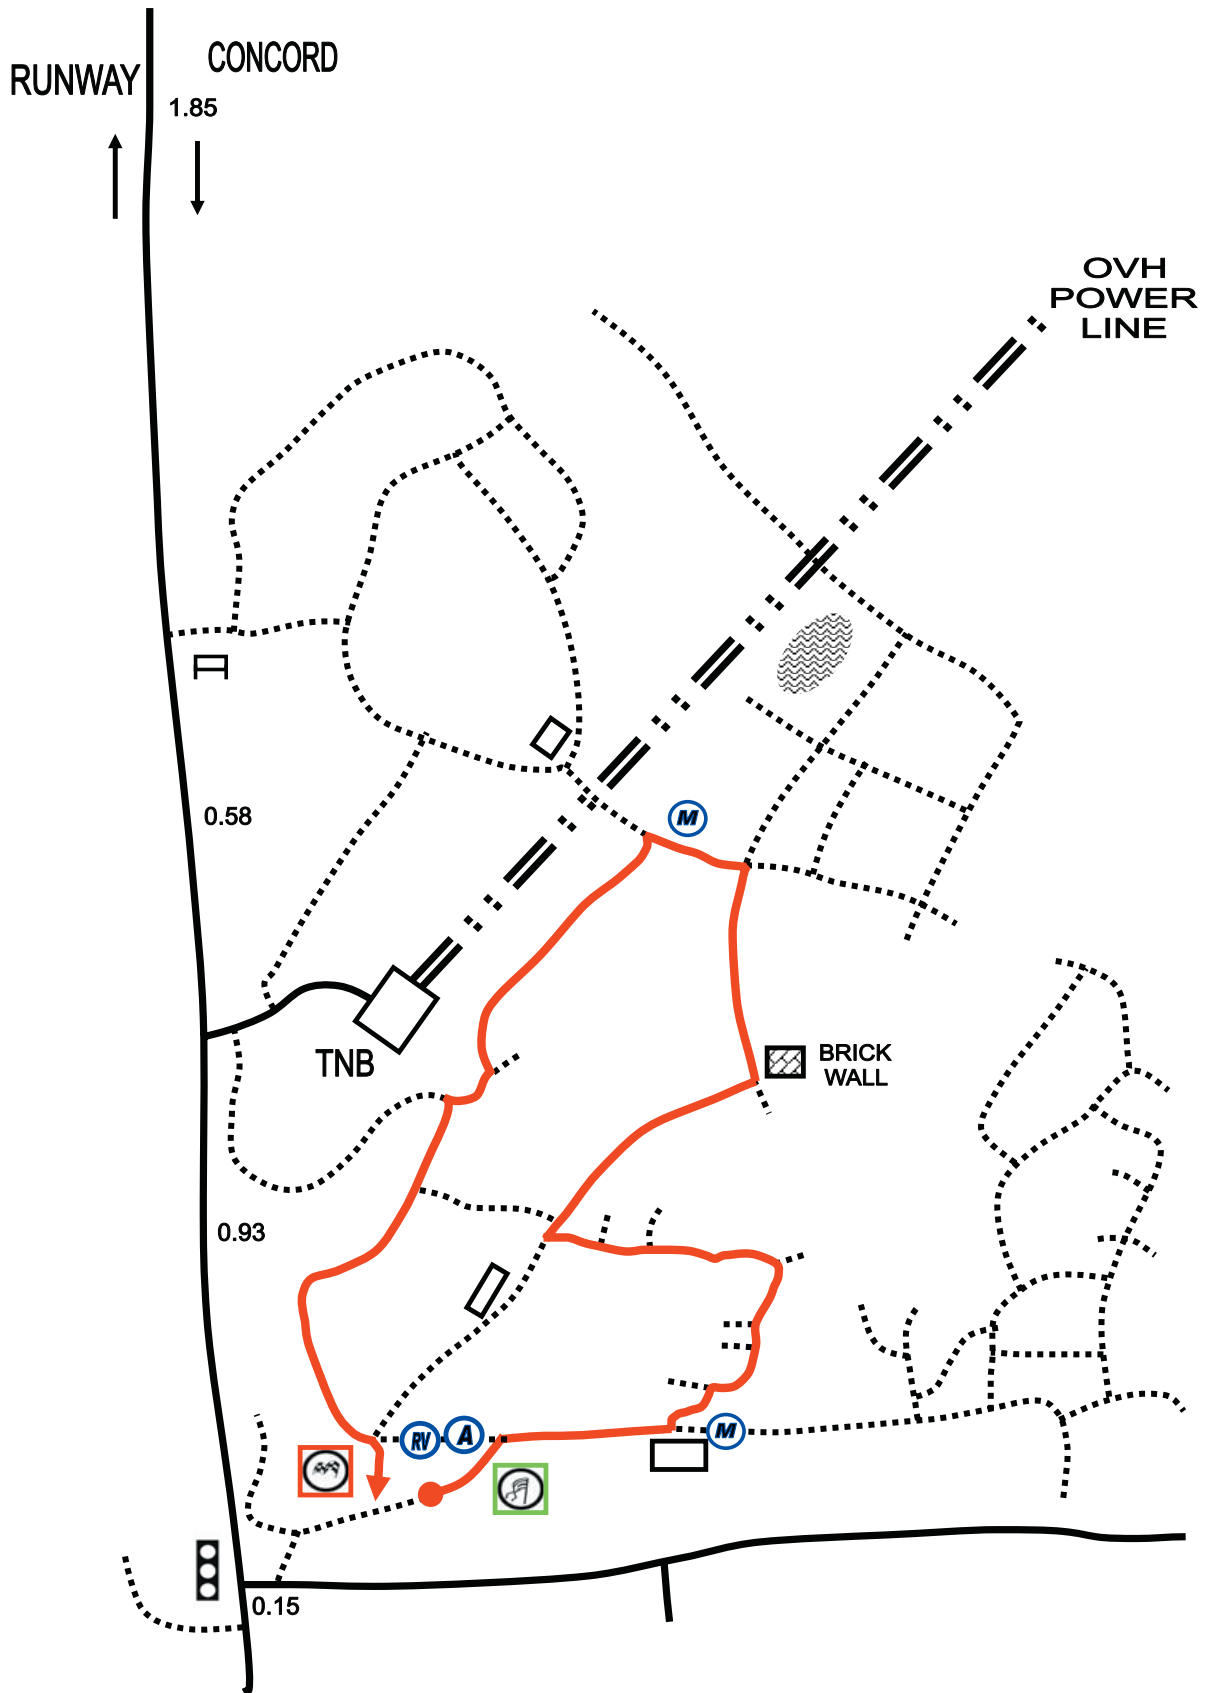 CONCORD
RUNWAY
1.85
OVH
POWER
LINE
0.58
M
TNB
BRICK
WALL
0.93
RV
A
M
0.15